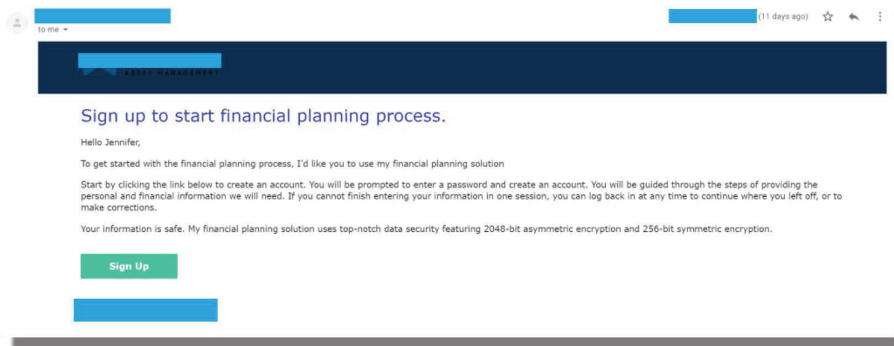 (11 days ago)
to me
ASSET MANAGEMENT
Sign up to start financial planning process.
Hello Jennifer,
To get started with the financial planning process, I'd like you to use my financial planning solution
Start by clicking the link below to create an account. You will be prompted to enter a password and create an account. You will be guided through the steps of providing the
personal and financial information we will need. If you cannot finish entering your information in one session, you can log back in at any time to continue where you left off, or to
make corrections.
Your information is safe. My financial planning solution uses top-notch data security featuring 2048-bit asymmetric encryption and 256-bit symmetric encryption.
Sign Up